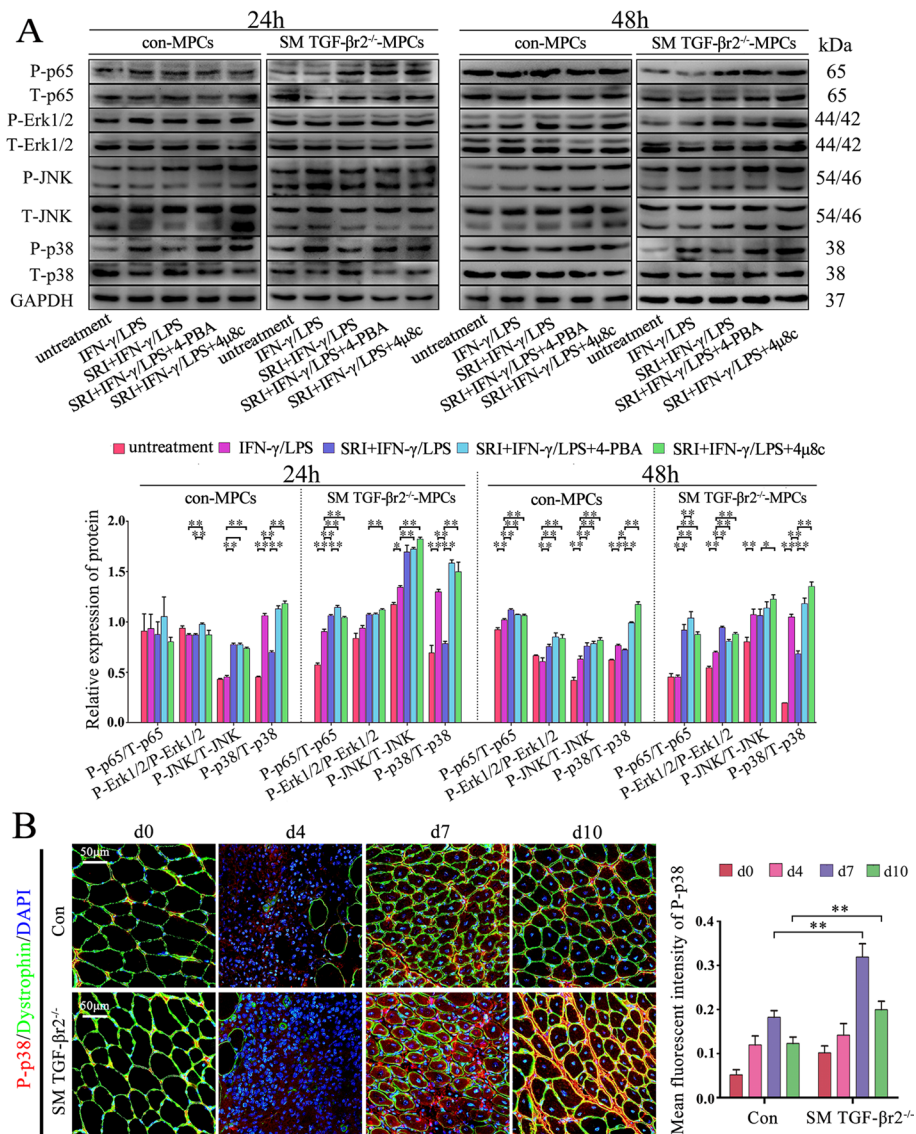 A
24h
48h
con-MPCs
SM TGF-βr2⁻/⁻-MPCs
con-MPCs
SM TGF-βr2⁻/⁻-MPCs
kDa
P-p65
65
T-p65
65
P-Erk1/2
44/42
T-Erk1/2
44/42
P-JNK
54/46
T-JNK
54/46
P-p38
38
T-p38
38
GAPDH
37
untreatment
IFN-γ/LPS
SRI+IFN-γ/LPS
SRI+IFN-γ/LPS+4-PBA
SRI+IFN-γ/LPS+4μ8c
untreatment
IFN-γ/LPS
SRI+IFN-γ/LPS
SRI+IFN-γ/LPS+4-PBA
SRI+IFN-γ/LPS+4μ8c
untreatment
IFN-γ/LPS
SRI+IFN-γ/LPS
SRI+IFN-γ/LPS+4-PBA
SRI+IFN-γ/LPS+4μ8c
untreatment
IFN-γ/LPS
SRI+IFN-γ/LPS
SRI+IFN-γ/LPS+4-PBA
SRI+IFN-γ/LPS+4μ8c
untreatment IFN-γ/LPS SRI+IFN-γ/LPS SRI+IFN-γ/LPS+4-PBA SRI+IFN-γ/LPS+4μ8c
24h
48h
con-MPCs
SM TGF-βr2⁻/⁻-MPCs
con-MPCs
SM TGF-βr2⁻/⁻-MPCs
Relative expression of protein
2.0
1.5
1.0
0.5
0.0
P-p65/T-p65
P-Erk1/2/P-Erk1/2
P-JNK/T-JNK
P-p38/T-p38
P-p65/T-p65
P-Erk1/2/P-Erk1/2
P-JNK/T-JNK
P-p38/T-p38
P-p65/T-p65
P-Erk1/2/P-Erk1/2
P-JNK/T-JNK
P-p38/T-p38
P-p65/T-p65
P-Erk1/2/P-Erk1/2
P-JNK/T-JNK
P-p38/T-p38
B
d0
d4
d7
d10
P-p38/Dystrophin/DAPI
Con
SM TGF-βr2⁻/⁻
50μm
50μm
d0 d4 d7 d10
Mean fluorescent intensity of P-p38
0.4
0.3
0.2
0.1
0.0
**
**
Con
SM TGF-βr2⁻/⁻